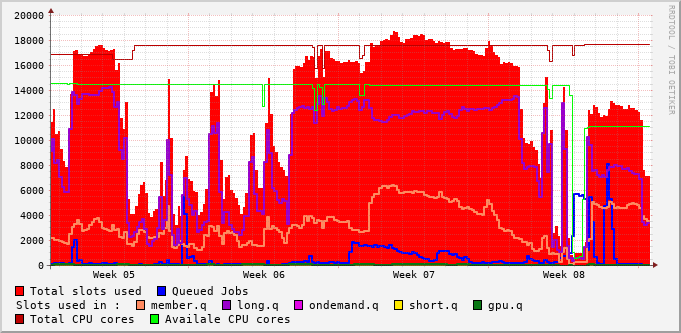 RRDTOOL / TOBI OETIKER
20000
18000
16000
14000
12000
10000
8000
6000
4000
2000
0
Week 05 Week 06 Week 07 Week 08
Total slots used Queued Jobs
Slots used in : member.q long.q ondemand.q short.q gpu.q
Total CPU cores Availale CPU cores